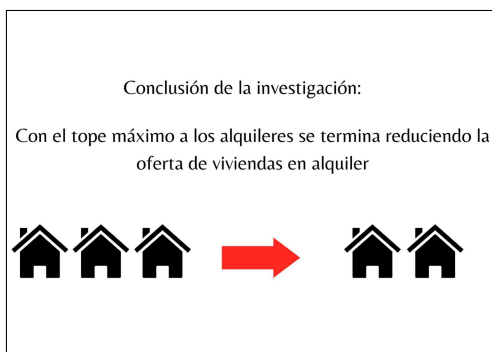 Conclusión de la investigación:
Con el tope máximo a los alquileres se termina reduciendo la
oferta de viviendas en alquiler